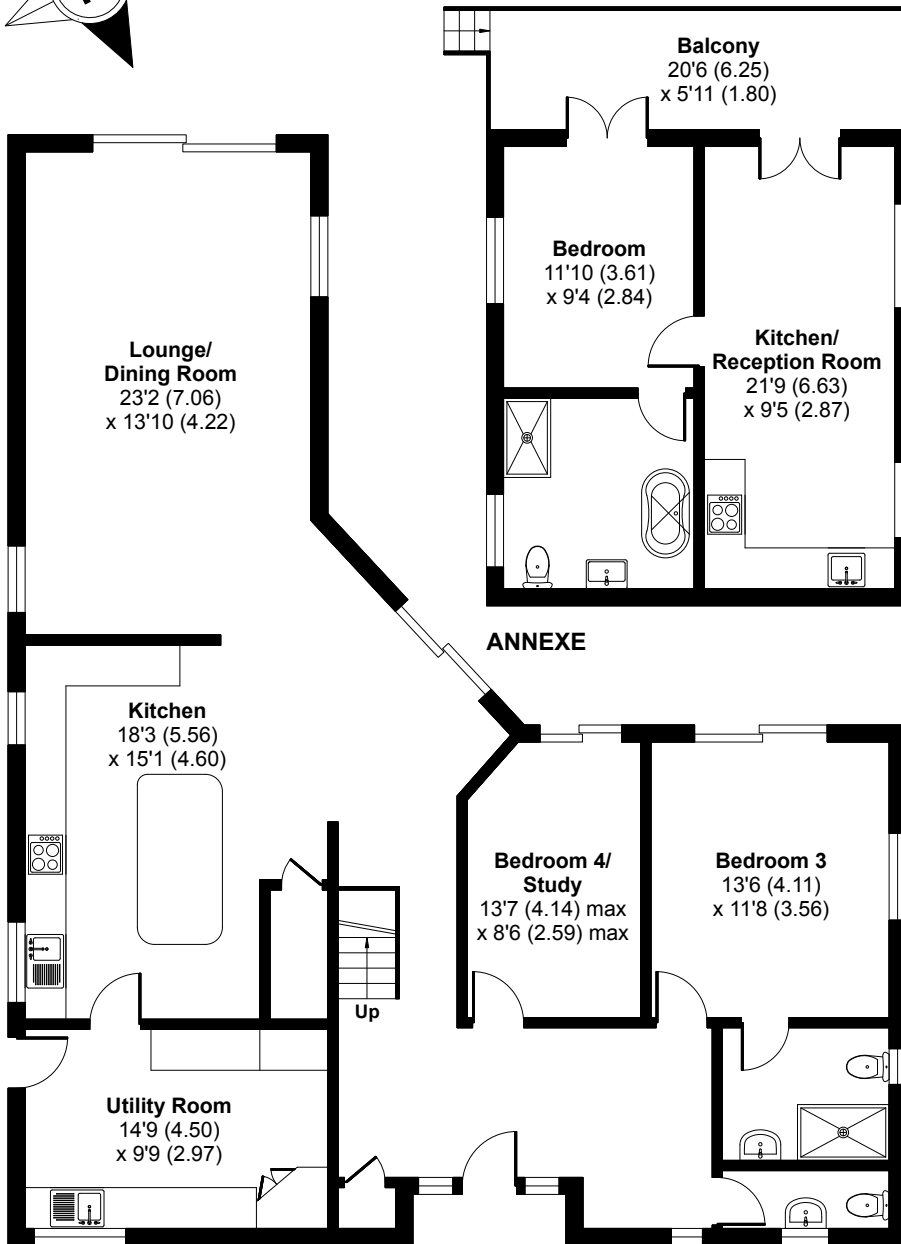 Balcony
20'6 (6.25)
x 5'11 (1.80)
Bedroom
11'10 (3.61)
x 9'4 (2.84)
Kitchen/
Reception Room
21'9 (6.63)
x 9'5 (2.87)
Lounge/
Dining Room
23'2 (7.06)
x 13'10 (4.22)
ANNEXE
Kitchen
18'3 (5.56)
x 15'1 (4.60)
Bedroom 4/
Study
13'7 (4.14) max
x 8'6 (2.59) max
Bedroom 3
13'6 (4.11)
x 11'8 (3.56)
Up
Utility Room
14'9 (4.50)
x 9'9 (2.97)